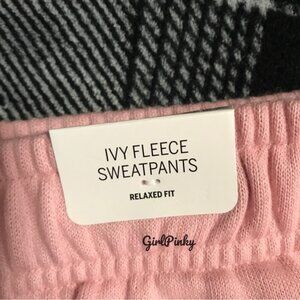 IVY FLEECE
SWEATPANTS
RELAXED FIT
GirlPinky